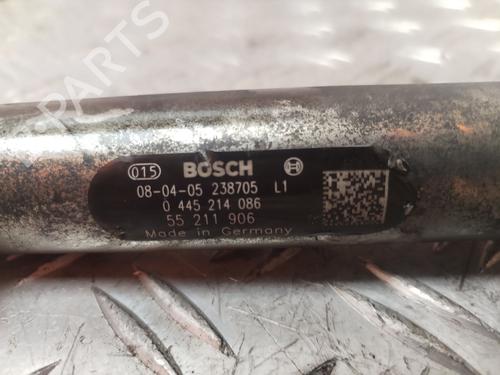 015 BOSCH
08-04-05 238705 L1
0 445 214 086
55 211 906
Made in Germany
PARTS